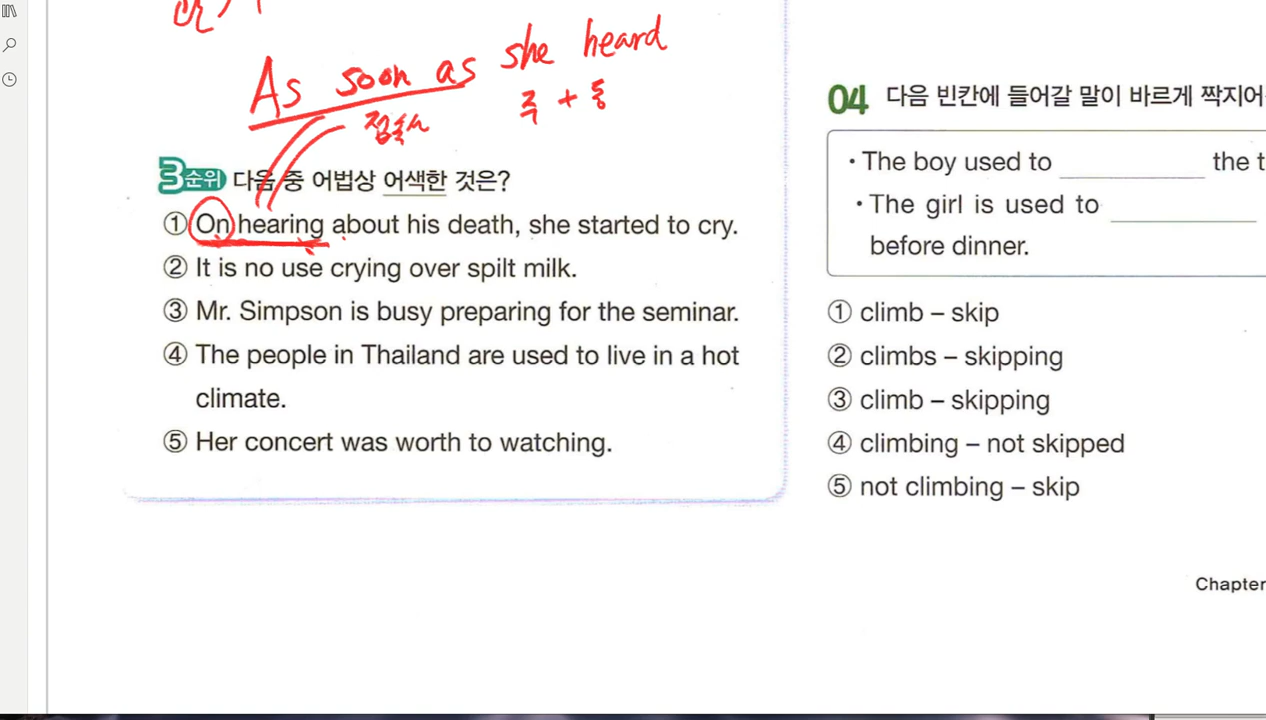 As soon as she heard
접속사 주 + 동
3순위 다음 중 어법상 어색한 것은?
① On hearing about his death, she started to cry.
② It is no use crying over spilt milk.
③ Mr. Simpson is busy preparing for the seminar.
④ The people in Thailand are used to live in a hot
climate.
⑤ Her concert was worth to watching.
04 다음 빈칸에 들어갈 말이 바르게 짝지어
• The boy used to __________ the t
• The girl is used to __________
before dinner.
① climb – skip
② climbs – skipping
③ climb – skipping
④ climbing – not skipped
⑤ not climbing – skip
Chapter